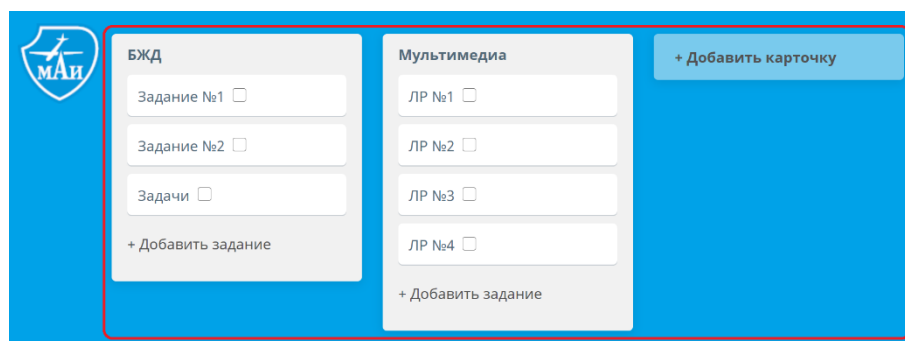 МАИ
БЖД
Задание №1
Задание №2
Задачи
+ Добавить задание
Мультимедиа
ЛР №1
ЛР №2
ЛР №3
ЛР №4
+ Добавить задание
+ Добавить карточку